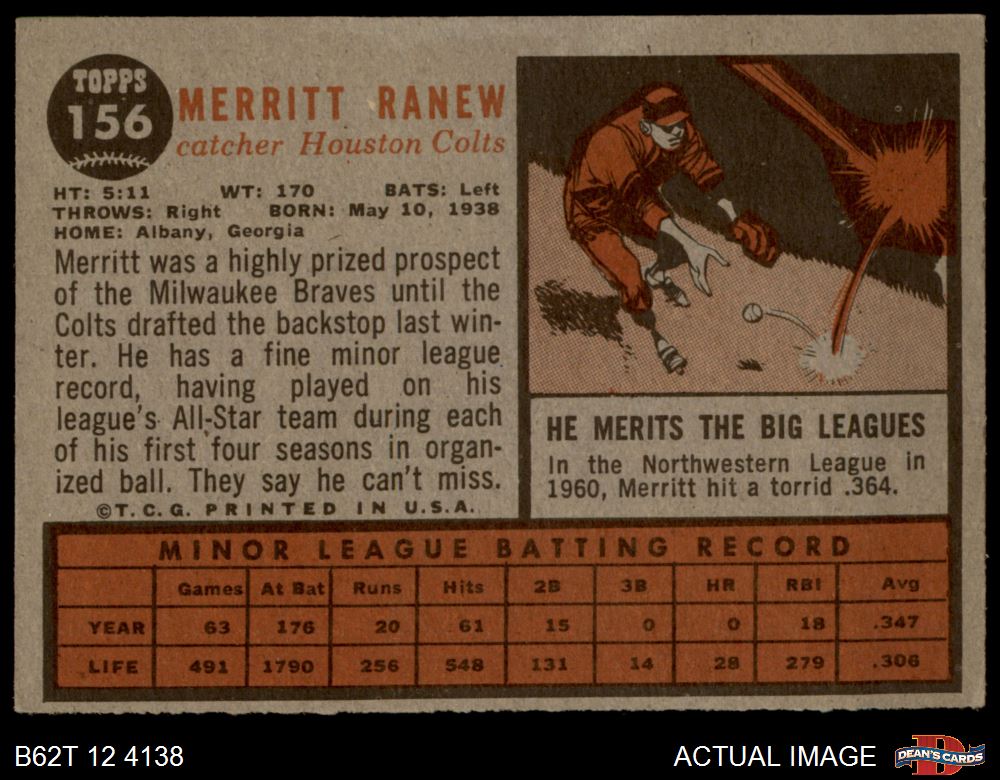 TOPPS
156
MERRITT RANEW
catcher Houston Colts
HT: 5:11 WT: 170 BATS: Left
THROWS: Right BORN: May 10, 1938
HOME: Albany, Georgia
Merritt was a highly prized prospect
of the Milwaukee Braves until the
Colts drafted the backstop last win-
ter. He has a fine minor league
record, having played on his
league's All-Star team during each
of his first four seasons in organ-
ized ball. They say he can't miss.
©T.C.G. PRINTED IN U.S.A.
HE MERITS THE BIG LEAGUES
In the Northwestern League in
1960, Merritt hit a torrid .364.
MINOR LEAGUE BATTING RECORD
Games At Bat Runs Hits 2B 3B HR RBI Avg
YEAR 63 176 20 61 15 0 0 18 .347
LIFE 491 1790 256 548 131 14 28 279 .306
B62T 12 4138
ACTUAL IMAGE
D
DEAN'S CARDS